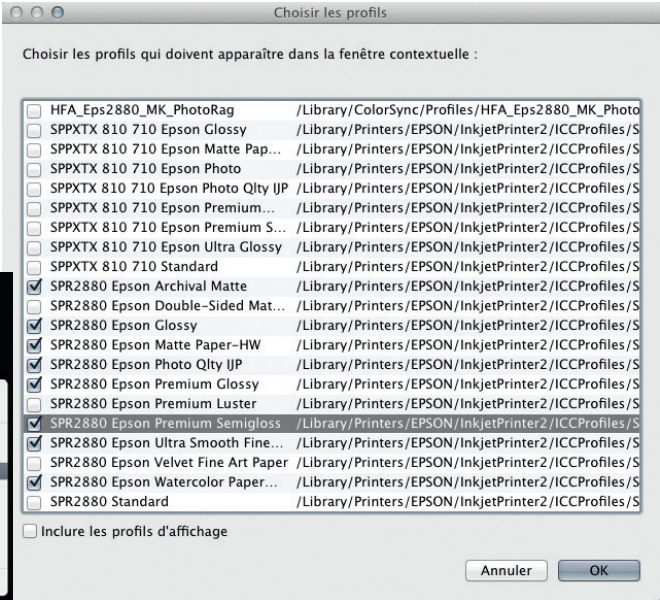 Choisir les profils
Choisir les profils qui doivent apparaître dans la fenêtre contextuelle :
HFA_Eps2880_MK_PhotoRag /Library/ColorSync/Profiles/HFA_Eps2880_MK_Photo
SPPXTX 810 710 Epson Glossy /Library/Printers/EPSON/InkjetPrinter2/ICCProfiles/S
SPPXTX 810 710 Epson Matte Pap... /Library/Printers/EPSON/InkjetPrinter2/ICCProfiles/S
SPPXTX 810 710 Epson Photo /Library/Printers/EPSON/InkjetPrinter2/ICCProfiles/S
SPPXTX 810 710 Epson Photo Qlty IJP /Library/Printers/EPSON/InkjetPrinter2/ICCProfiles/S
SPPXTX 810 710 Epson Premium... /Library/Printers/EPSON/InkjetPrinter2/ICCProfiles/S
SPPXTX 810 710 Epson Premium S... /Library/Printers/EPSON/InkjetPrinter2/ICCProfiles/S
SPPXTX 810 710 Epson Ultra Glossy /Library/Printers/EPSON/InkjetPrinter2/ICCProfiles/S
SPPXTX 810 710 Standard /Library/Printers/EPSON/InkjetPrinter2/ICCProfiles/S
SPR2880 Epson Archival Matte /Library/Printers/EPSON/InkjetPrinter2/ICCProfiles/S
SPR2880 Epson Double-Sided Mat... /Library/Printers/EPSON/InkjetPrinter2/ICCProfiles/S
SPR2880 Epson Glossy /Library/Printers/EPSON/InkjetPrinter2/ICCProfiles/S
SPR2880 Epson Matte Paper-HW /Library/Printers/EPSON/InkjetPrinter2/ICCProfiles/S
SPR2880 Epson Photo Qlty IJP /Library/Printers/EPSON/InkjetPrinter2/ICCProfiles/S
SPR2880 Epson Premium Glossy /Library/Printers/EPSON/InkjetPrinter2/ICCProfiles/S
SPR2880 Epson Premium Luster /Library/Printers/EPSON/InkjetPrinter2/ICCProfiles/S
SPR2880 Epson Premium Semigloss /Library/Printers/EPSON/InkjetPrinter2/ICCProfiles/S
SPR2880 Epson Ultra Smooth Fine... /Library/Printers/EPSON/InkjetPrinter2/ICCProfiles/S
SPR2880 Epson Velvet Fine Art Paper /Library/Printers/EPSON/InkjetPrinter2/ICCProfiles/S
SPR2880 Epson Watercolor Paper... /Library/Printers/EPSON/InkjetPrinter2/ICCProfiles/S
SPR2880 Standard /Library/Printers/EPSON/InkjetPrinter2/ICCProfiles/S
Inclure les profils d'affichage
Annuler OK